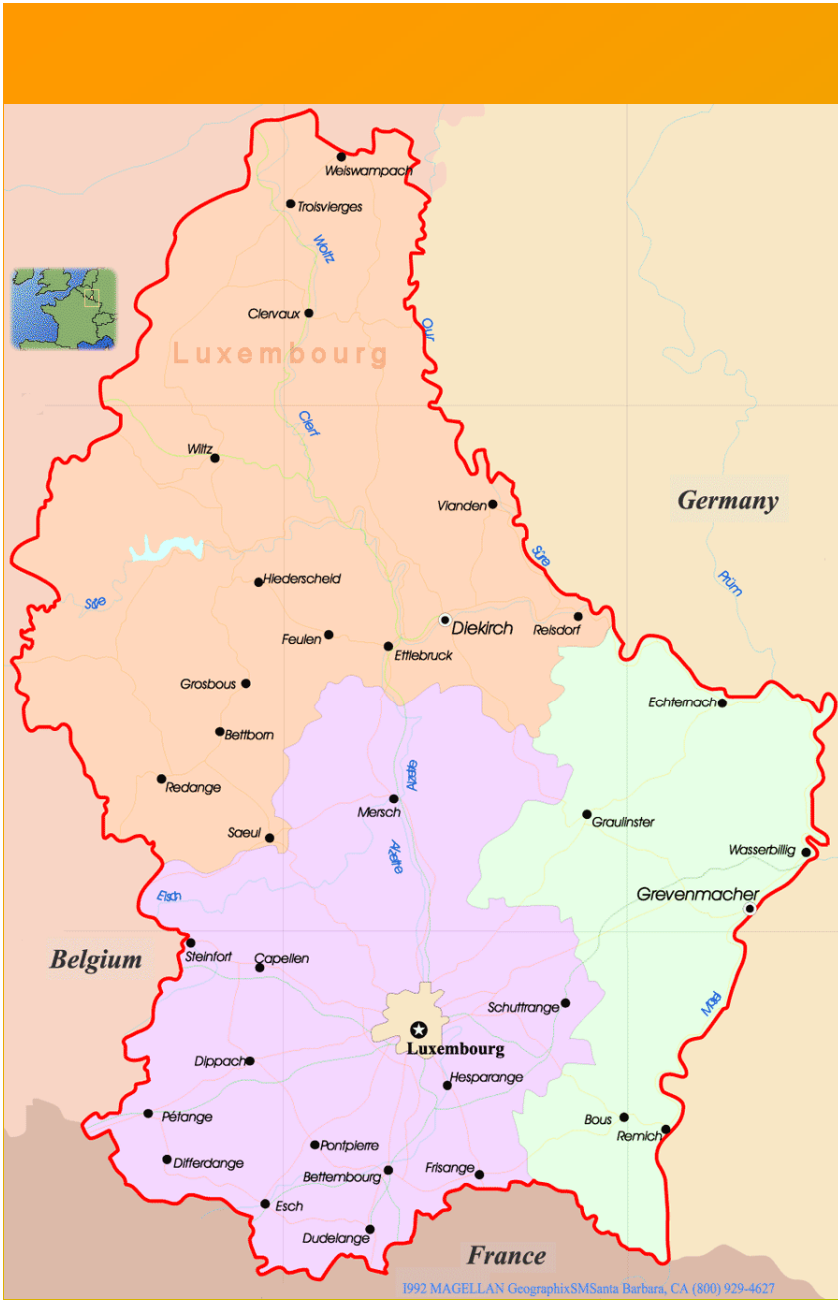 Weiswampach
Troisvierges
Woltz
Clervaux
Our
Luxembourg
Clerf
Wiltz
Vianden
Germany
Sûre
Hiederscheid
Prüm
Sûre
Diekirch
Reisdorf
Feulen
Ettlebruck
Grosbous
Echternach
Bettborn
Alzette
Redange
Mersch
Graulinster
Saeul
Wasserbillig
Alzette
Eisch
Grevenmacher
Steinfort
Capellen
Belgium
Schuttrange
Mosel
Luxembourg
Dippach
Hesparange
Pétange
Bous
Remich
Pontpierre
Differdange
Bettembourg
Frisange
Esch
Dudelange
France
I992 MAGELLAN GeographixSMSanta Barbara, CA (800) 929-4627